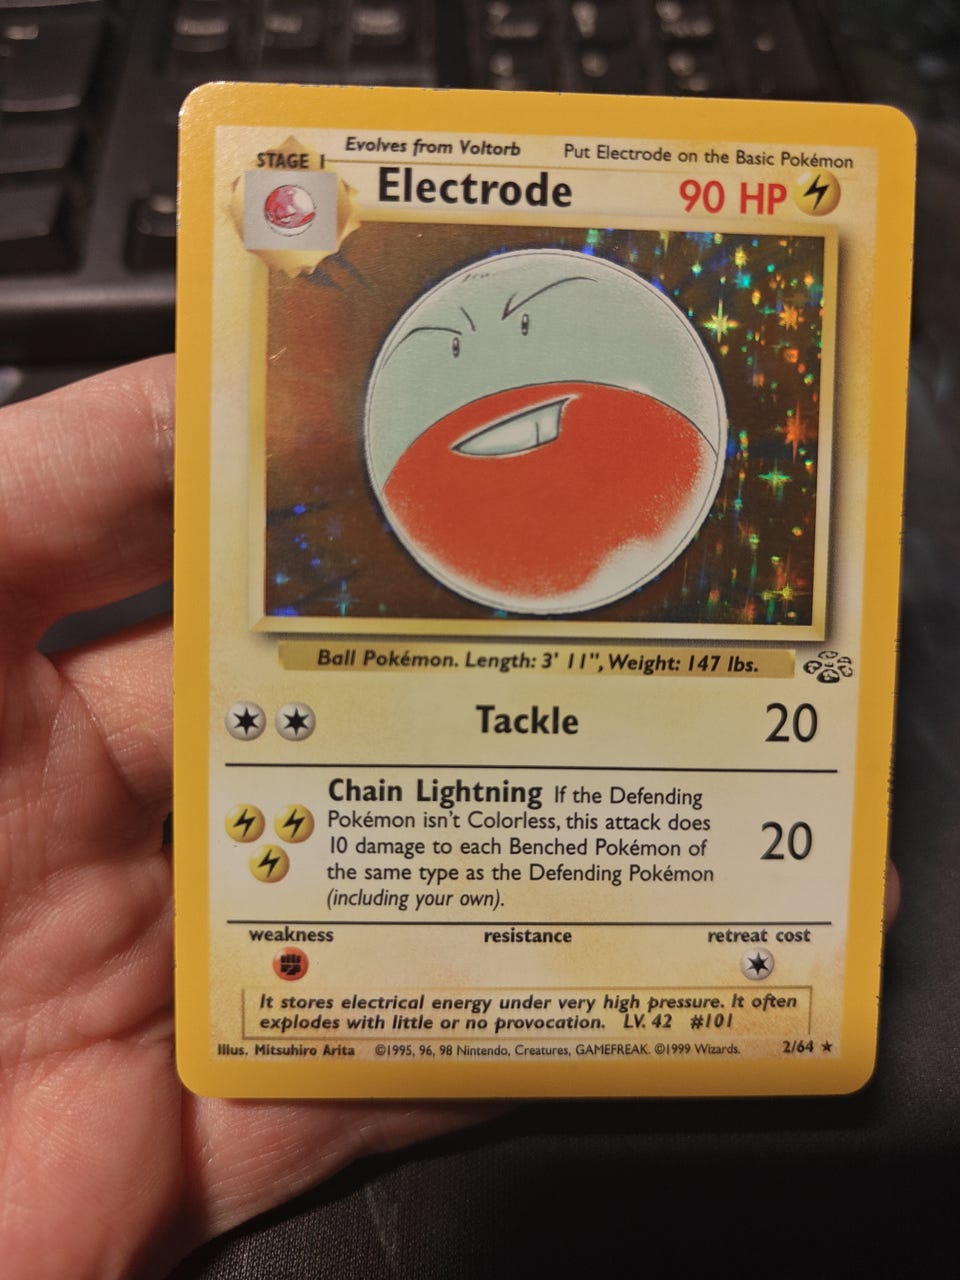 Evolves from Voltorb Put Electrode on the Basic Pokémon
STAGE 1
Electrode 90 HP
Ball Pokémon. Length: 3' 11", Weight: 147 lbs.
Tackle 20
Chain Lightning If the Defending
Pokémon isn't Colorless, this attack does
10 damage to each Benched Pokémon of
the same type as the Defending Pokémon
(including your own).
20
weakness resistance retreat cost
It stores electrical energy under very high pressure. It often
explodes with little or no provocation. LV. 42 #101
Illus. Mitsuhiro Arita ©1995, 96, 98 Nintendo, Creatures, GAMEFREAK. ©1999 Wizards. 2/64 ★